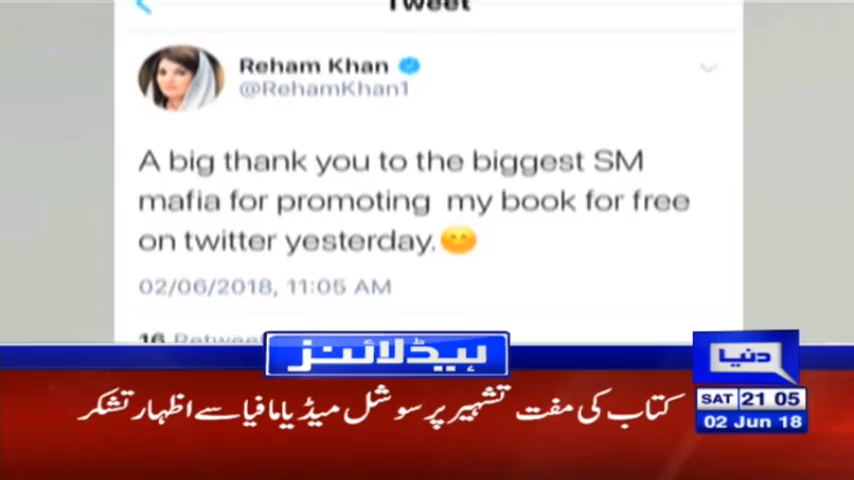 Tweet
Reham Khan
@RehamKhan1
A big thank you to the biggest SM
mafia for promoting my book for free
on twitter yesterday.😊
02/06/2018, 11:05 AM
16 Retweet
ہیڈلائنز
دنیا
کتاب کی مفت تشہیر پر سوشل میڈیا مافیا سے اظہار تشکر
SAT 21 05
02 Jun 18